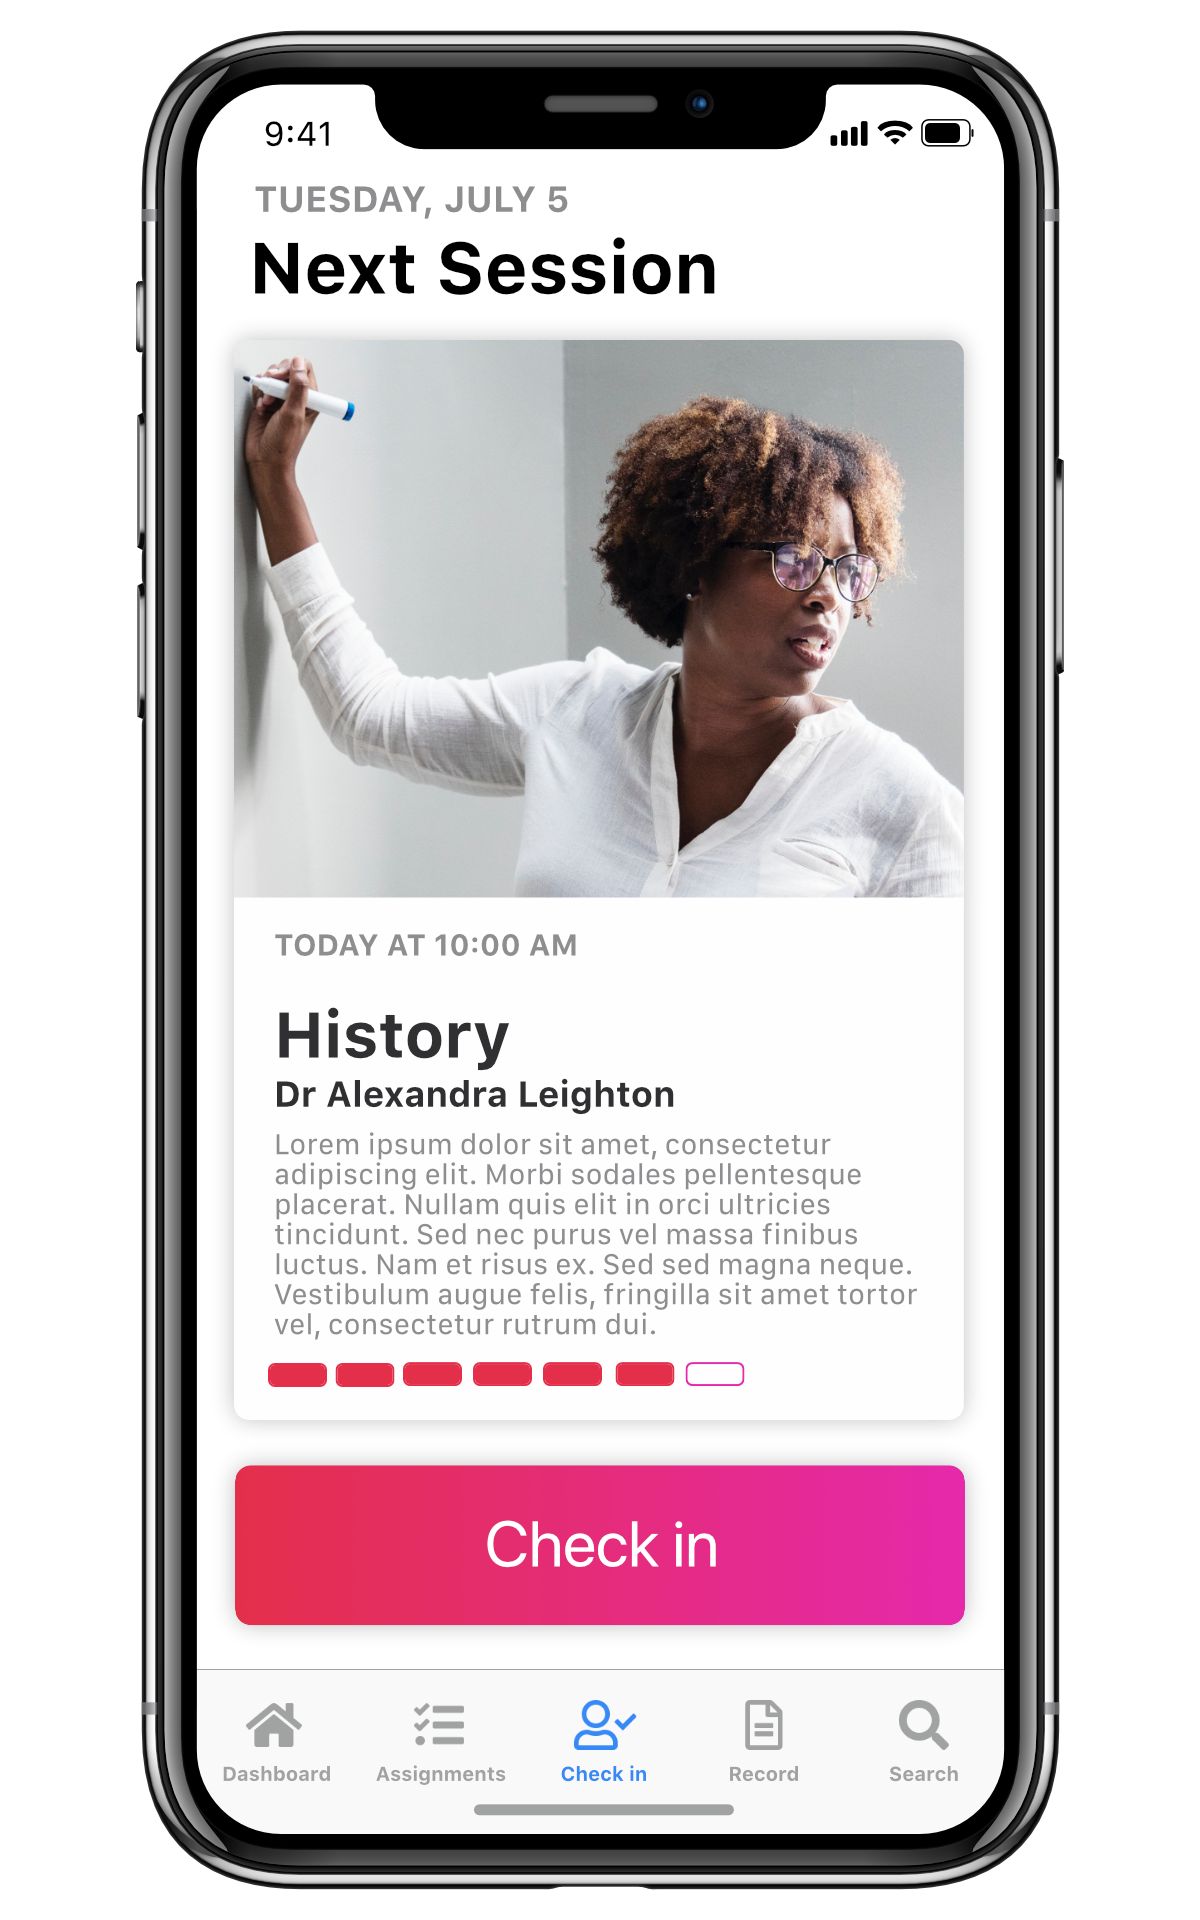 9:41
TUESDAY, JULY 5
Next Session
TODAY AT 10:00 AM
History
Dr Alexandra Leighton
Lorem ipsum dolor sit amet, consectetur
adipiscing elit. Morbi sodales pellentesque
placerat. Nullam quis elit in orci ultricies
tincidunt. Sed nec purus vel massa finibus
luctus. Nam et risus ex. Sed sed magna neque.
Vestibulum augue felis, fringilla sit amet tortor
vel, consectetur rutrum dui.
Check in
Dashboard
Assignments
Check in
Record
Search